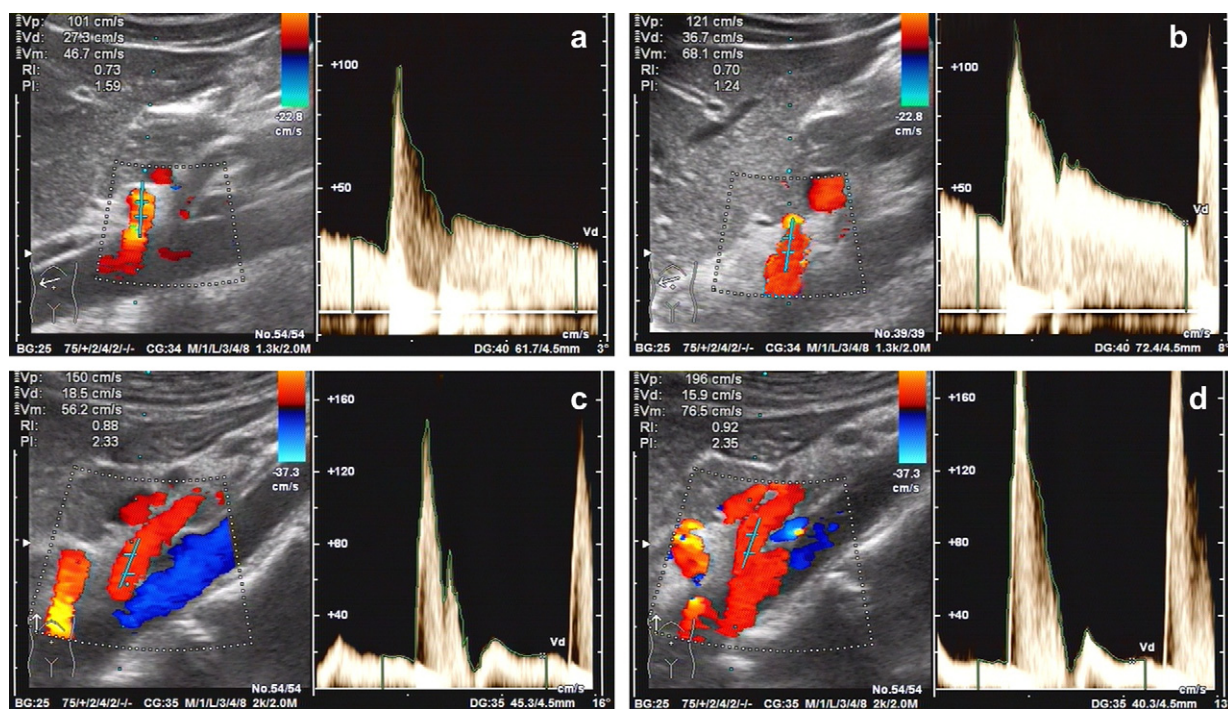 Vp: 101 cm/s
Vd: 27.3 cm/s
Vm: 46.7 cm/s
RI: 0.73
PI: 1.59
-22.8
cm/s
No.54/54
BG:25 75/+/2/4/2/-/- CG:34 M/1/L/3/4/8 1.3k/2.0M
a
+100
+50
Vd
cm/s
DG:40 61.7/4.5mm 3°
Vp: 121 cm/s
Vd: 36.7 cm/s
Vm: 68.1 cm/s
RI: 0.70
PI: 1.24
-22.8
cm/s
No.39/39
BG:25 75/+/2/4/2/-/- CG:34 M/1/L/3/4/8 1.3k/2.0M
b
+100
+50
Vd
cm/s
DG:40 72.4/4.5mm 8°
Vp: 150 cm/s
Vd: 18.5 cm/s
Vm: 56.2 cm/s
RI: 0.88
PI: 2.33
-37.3
cm/s
No.54/54
BG:25 75/+/2/4/2/-/- CG:35 M/1/L/3/4/8 2k/2.0M
c
+160
+120
+80
+40
Vd
cm/s
DG:35 45.3/4.5mm 16°
Vp: 196 cm/s
Vd: 15.9 cm/s
Vm: 76.5 cm/s
RI: 0.92
PI: 2.35
-37.3
cm/s
No.54/54
BG:25 75/+/2/4/2/-/- CG:35 M/1/L/3/4/8 2k/2.0M
d
+160
+120
+80
+40
Vd
cm/s
DG:35 40.3/4.5mm